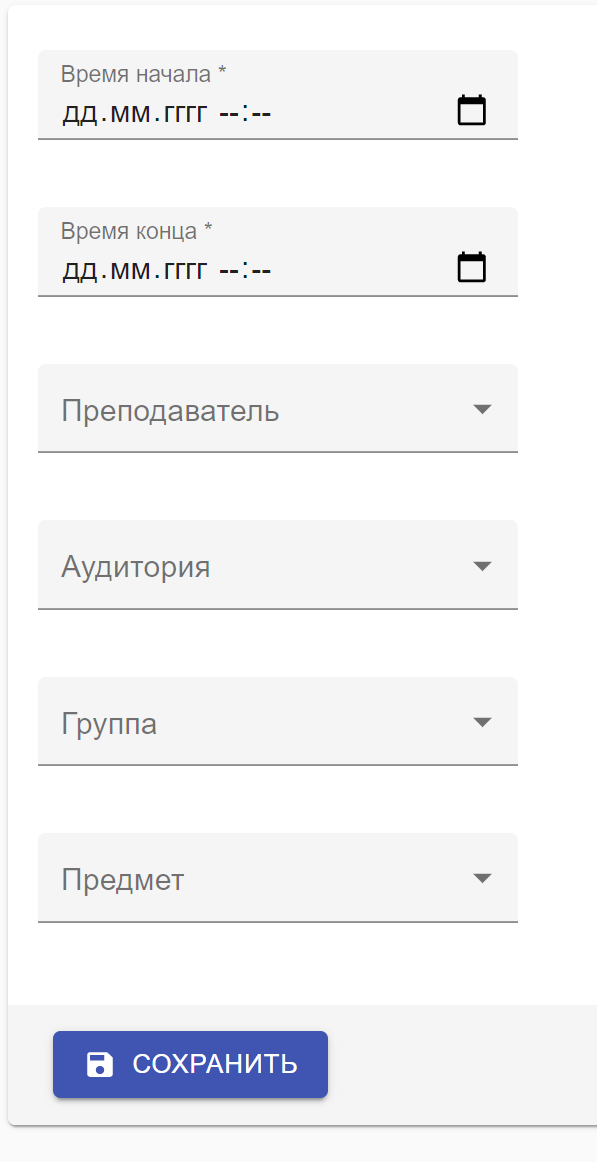 Время начала *
дд.мм.гггг --:--
Время конца *
дд.мм.гггг --:--
Преподаватель
Аудитория
Группа
Предмет
СОХРАНИТЬ